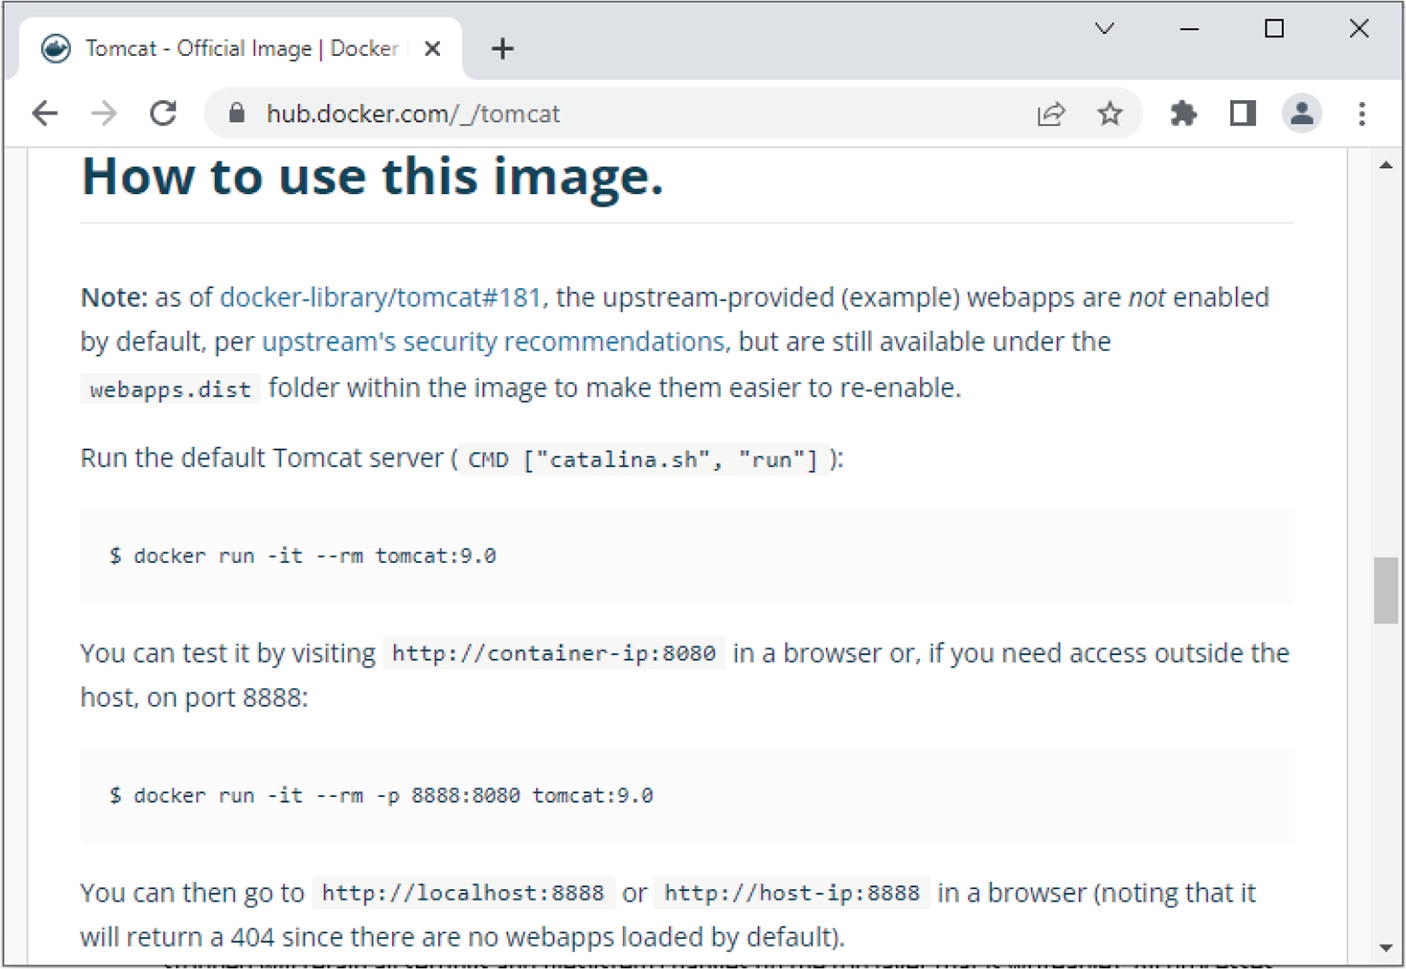 Tomcat - Official Image | Docker
hub.docker.com/_/tomcat
How to use this image.
Note: as of docker-library/tomcat#181, the upstream-provided (example) webapps are not enabled
by default, per upstream's security recommendations, but are still available under the
webapps.dist folder within the image to make them easier to re-enable.
Run the default Tomcat server ( CMD ["catalina.sh", "run"] ):
$ docker run -it --rm tomcat:9.0
You can test it by visiting http://container-ip:8080 in a browser or, if you need access outside the
host, on port 8888:
$ docker run -it --rm -p 8888:8080 tomcat:9.0
You can then go to http://localhost:8888 or http://host-ip:8888 in a browser (noting that it
will return a 404 since there are no webapps loaded by default).